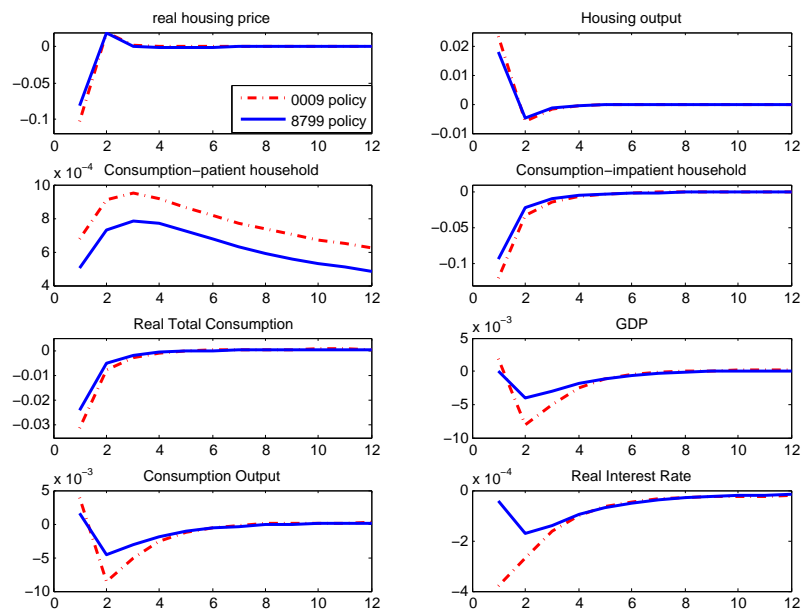 real housing price
0
−0.05
−0.1
0 2 4 6 8 10 12
0009 policy
8799 policy
Housing output
0.02
0.01
0
−0.01
0 2 4 6 8 10 12
x 10⁻⁴
Consumption−patient household
10
8
6
4
0 2 4 6 8 10 12
Consumption−impatient household
0
−0.05
−0.1
0 2 4 6 8 10 12
Real Total Consumption
0
−0.01
−0.02
−0.03
0 2 4 6 8 10 12
x 10⁻³
GDP
5
0
−5
−10
0 2 4 6 8 10 12
x 10⁻³
Consumption Output
5
0
−5
−10
0 2 4 6 8 10 12
x 10⁻⁴
Real Interest Rate
0
−2
−4
0 2 4 6 8 10 12